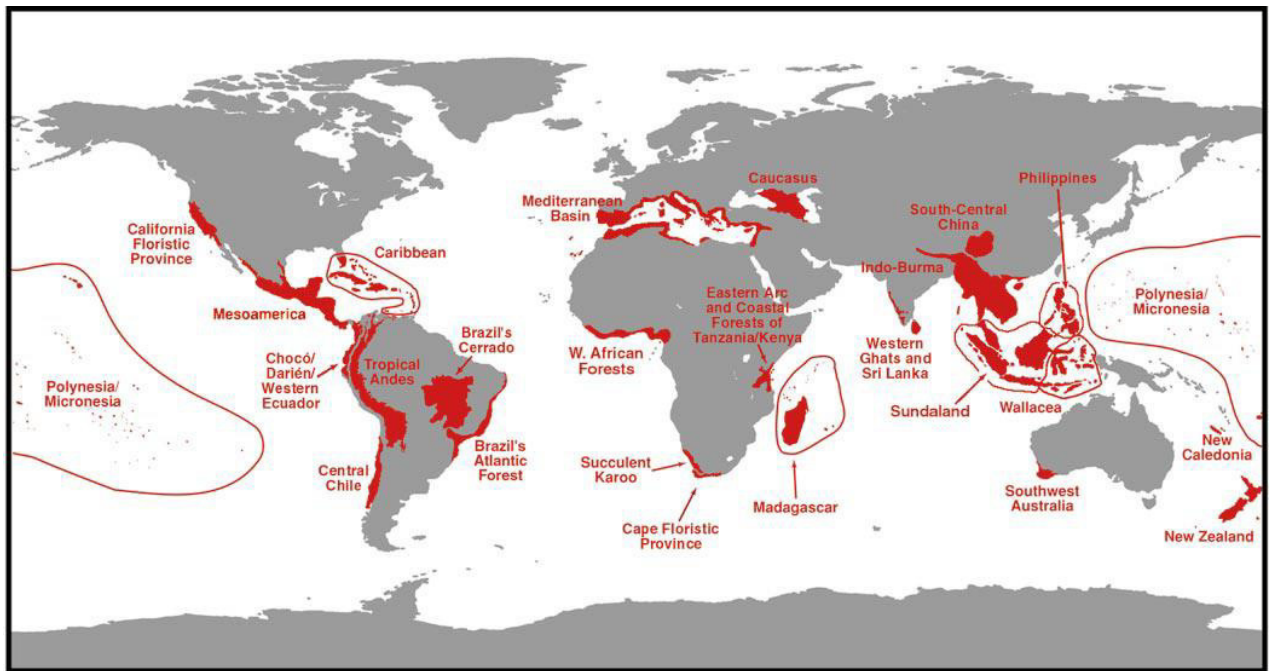 Philippines
Caucasus
Mediterranean
Basin
South-Central
China
California
Floristic
Province
Caribbean
Indo-Burma
Eastern Arc
and Coastal
Forests of
Tanzania/Kenya
Polynesia/
Micronesia
Mesoamerica
Brazil's
Cerrado
W. African
Forests
Western
Ghats and
Sri Lanka
Chocó/
Darién/
Western
Ecuador
Tropical
Andes
Polynesia/
Micronesia
Sundaland
Wallacea
Brazil's
Atlantic
Forest
New
Caledonia
Central
Chile
Succulent
Karoo
Madagascar
Southwest
Australia
Cape Floristic
Province
New Zealand